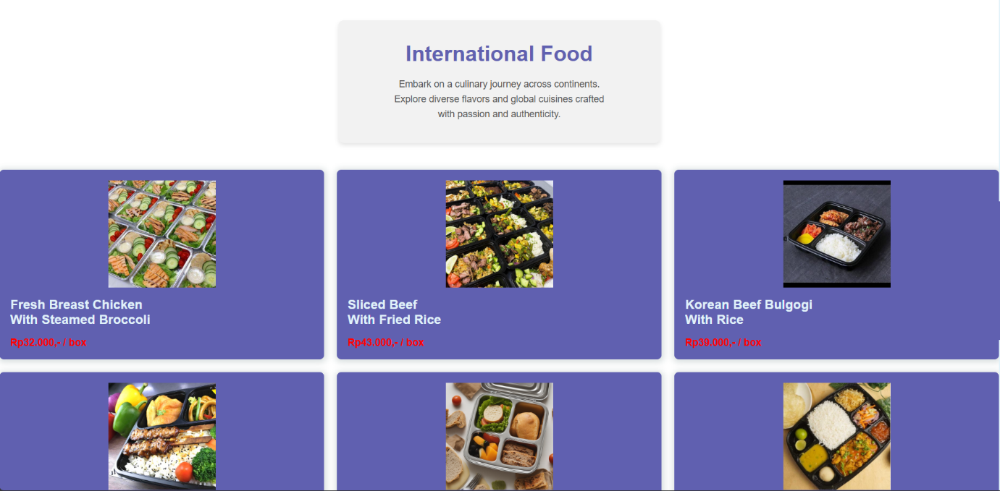 International Food
Embark on a culinary journey across continents.
Explore diverse flavors and global cuisines crafted
with passion and authenticity.
Fresh Breast Chicken
With Steamed Broccoli
Rp32.000,- / box
Sliced Beef
With Fried Rice
Rp43.000,- / box
Korean Beef Bulgogi
With Rice
Rp39.000,- / box